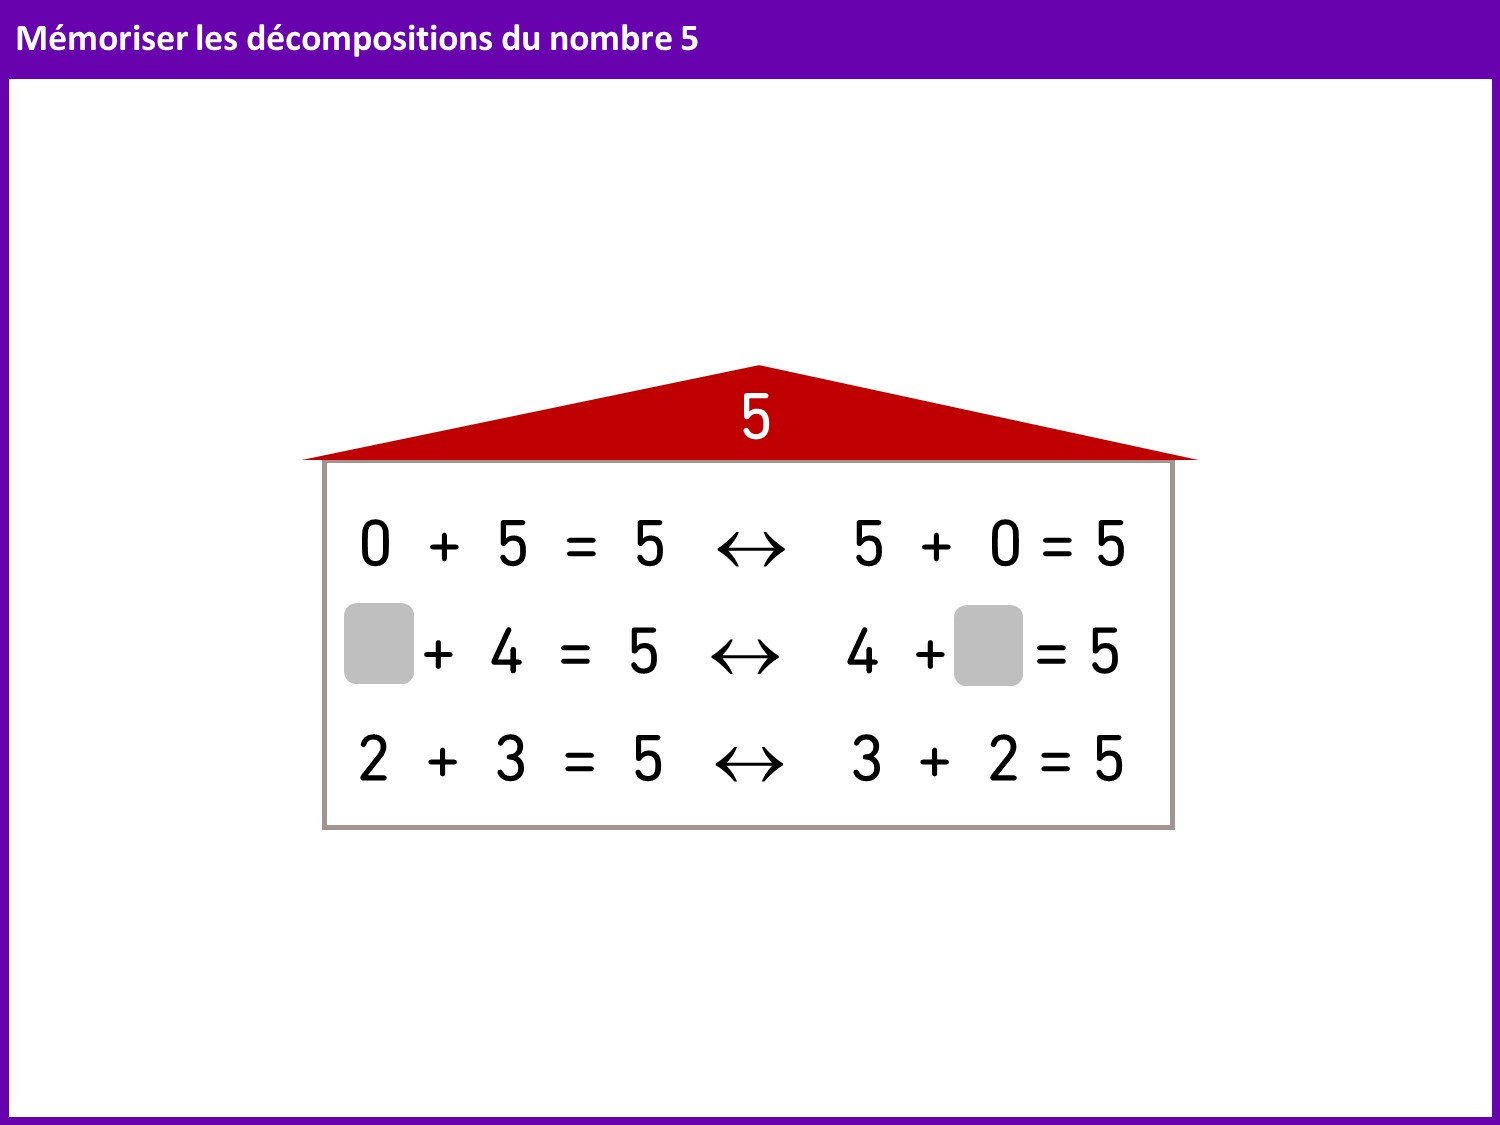 Mémoriser les décompositions du nombre 5
5
0 + 5 = 5 ↔ 5 + 0 = 5
+ 4 = 5 ↔ 4 + = 5
2 + 3 = 5 ↔ 3 + 2 = 5